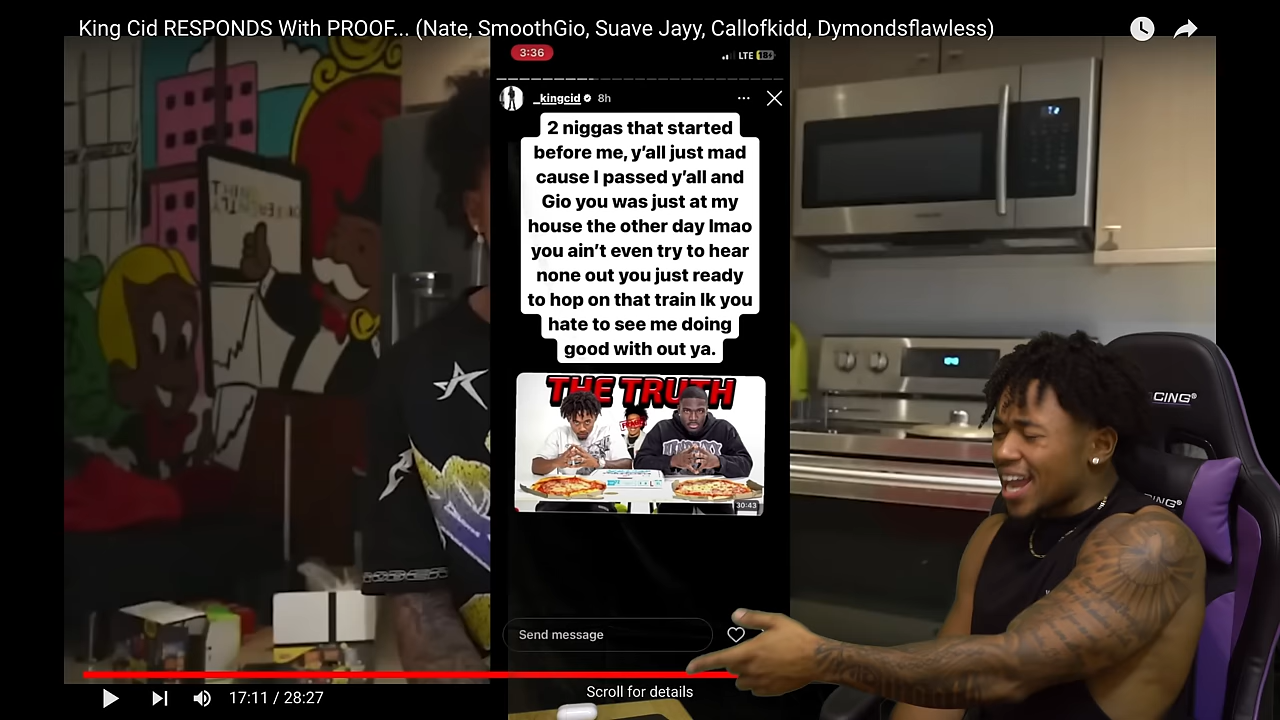 King Cid RESPONDS With PROOF... (Nate, SmoothGio, Suave Jayy, Callofkidd, Dymondsflawless)
3:36
LTE 18
_kingcid 8h
2 niggas that started
before me, y'all just mad
cause I passed y'all and
Gio you was just at my
house the other day lmao
you ain't even try to hear
none out you just ready
to hop on that train Ik you
hate to see me doing
good with out ya.
THE TRUTH
30:43
CING®
ING®
Send message
17:11 / 28:27
Scroll for details